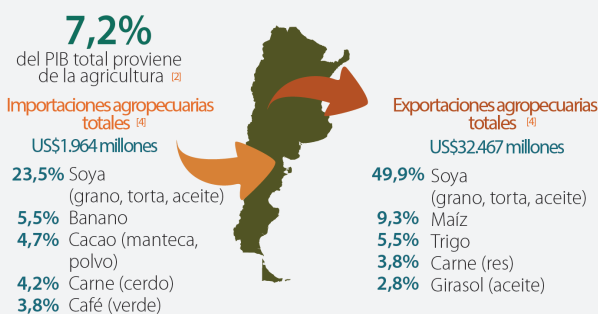 7,2%
del PIB total proviene
de la agricultura [2]
Importaciones agropecuarias
totales [4]
US$1.964 millones
23,5% Soya
(grano, torta, aceite)
5,5% Banano
4,7% Cacao (manteca,
polvo)
4,2% Carne (cerdo)
3,8% Café (verde)
Exportaciones agropecuarias
totales [4]
US$32.467 millones
49,9% Soya
(grano, torta, aceite)
9,3% Maíz
5,5% Trigo
3,8% Carne (res)
2,8% Girasol (aceite)